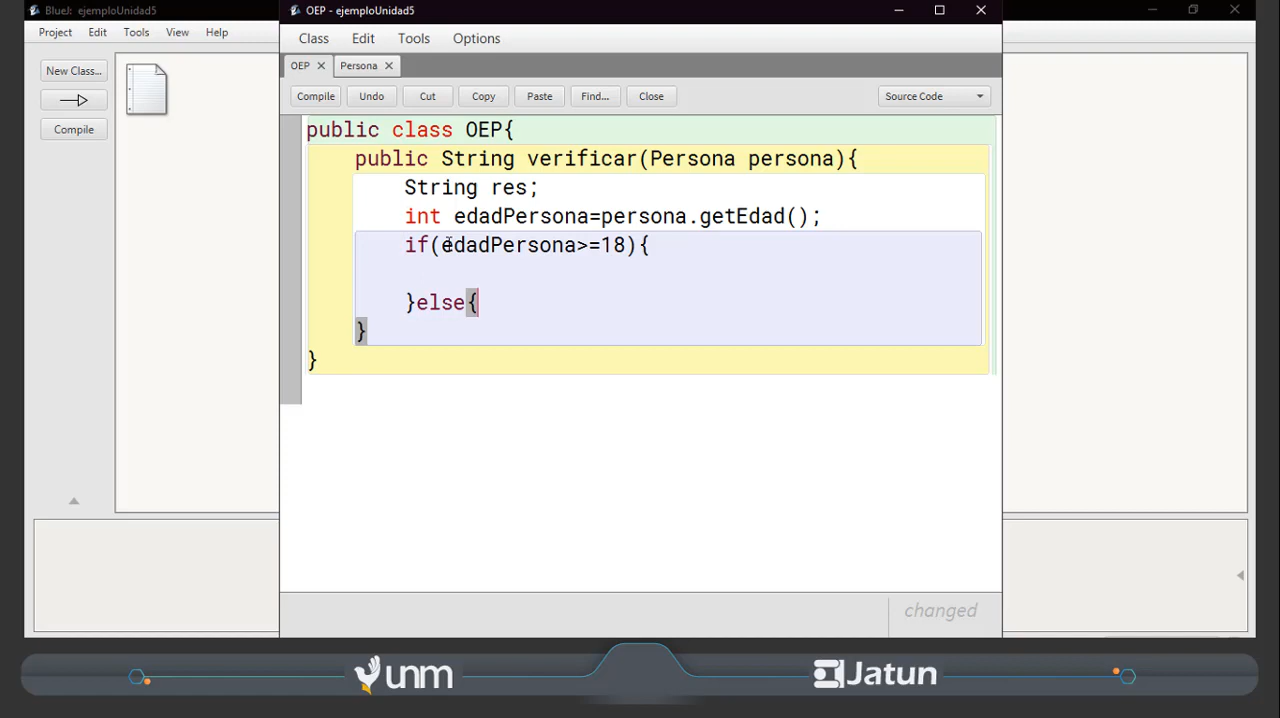 BlueJ: ejemploUnidad5
Project Edit Tools View Help
New Class...
Compile
OEP - ejemploUnidad5
Class Edit Tools Options
OEP Persona
Compile Undo Cut Copy Paste Find... Close Source Code
public class OEP{
public String verificar(Persona persona){
String res;
int edadPersona=persona.getEdad();
if(edadPersona>=18){
}else{
}
}
changed
unm Jatun